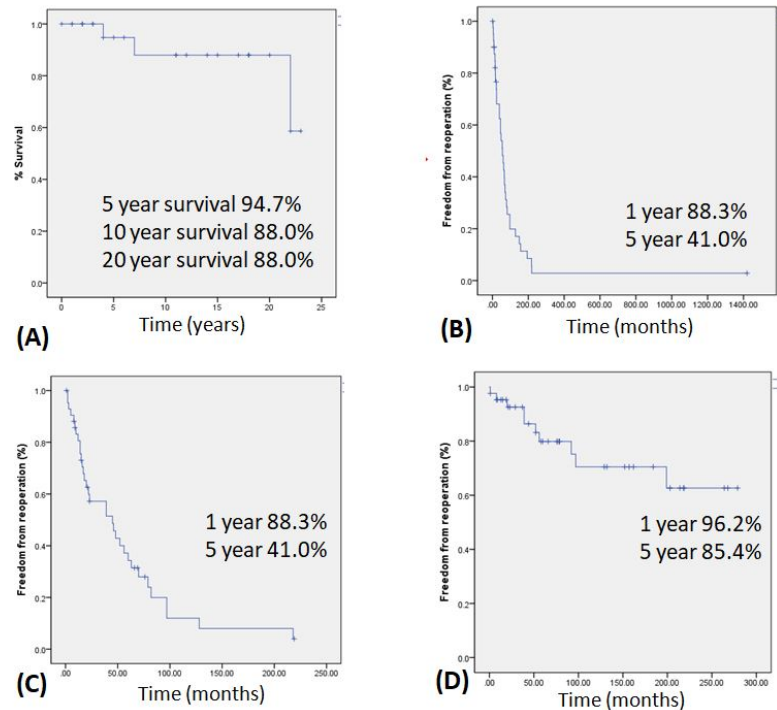 1.0
0.8
0.6
0.4
0.2
0.0
% Survival
5 year survival 94.7%
10 year survival 88.0%
20 year survival 88.0%
0
5
10
15
20
25
(A)
Time (years)
1.0
0.8
0.6
0.4
0.2
0.0
Freedom from reoperation (%)
1 year 88.3%
5 year 41.0%
.00
200.00
400.00
600.00
800.00
1000.00
1200.00
1400.00
(B)
Time (months)
1.0
0.8
0.6
0.4
0.2
0.0
Freedom from reoperation (%)
1 year 88.3%
5 year 41.0%
.00
50.00
100.00
150.00
200.00
250.00
(C)
Time (months)
1.0
0.8
0.6
0.4
0.2
0.0
Freedom from reoperation (%)
1 year 96.2%
5 year 85.4%
.00
50.00
100.00
150.00
200.00
250.00
300.00
(D)
Time (months)